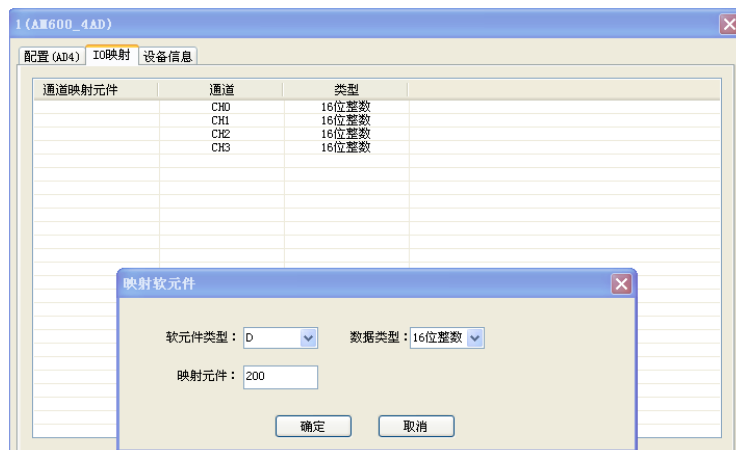 1(AM600_4AD)
配置(AD4) IO映射 设备信息
通道映射元件 通道 类型
CH0 16位整数
CH1 16位整数
CH2 16位整数
CH3 16位整数
映射软元件
软元件类型： D 数据类型： 16位整数
映射元件： 200
确定 取消